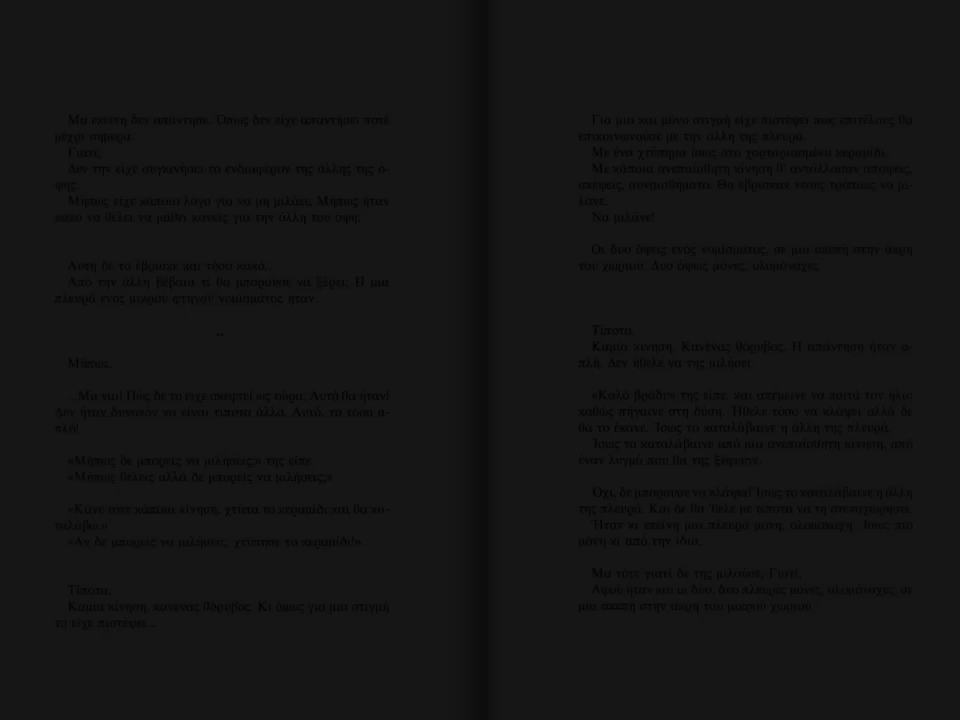 Μα εκείνη δεν απάντησε. Όπως δεν είχε απαντήσει ποτέ
μέχρι σήμερα.
Γιατί;
Δεν την είχε συγκινήσει το ενδιαφέρον της άλλης της ό-
ψης;
Μήπως είχε κάποιο λόγο για να μη μιλάει; Μήπως ήταν
κακό να θέλει να μάθει κανείς για την άλλη του όψη;
Αυτή δε το έβρισκε και τόσο κακό.
Από την άλλη βέβαια τι θα μπορούσε να ξέρει; Η μια
πλευρά ενός μικρού φτηνού νομίσματος ήταν.
Μήπως,
...Μα ναι! Πώς δε το είχε σκεφτεί ως τώρα; Αυτό θα ήταν!
Δεν ήταν δυνατόν να είναι τίποτα άλλο. Αυτό, το τόσο α-
πλό!
«Μήπως δε μπορείς να μιλήσεις;» της είπε.
«Μήπως θέλεις αλλά δε μπορείς να μιλήσεις;»
«Κάνε τότε κάποια κίνηση, χτύπα το κεραμίδι και θα κα-
ταλάβω.»
«Αν δε μπορείς να μιλήσεις, χτύπησε το κεραμίδι!»
Τίποτα.
Καμία κίνηση, κανένας θόρυβος. Κι όμως για μια στιγμή
το είχε πιστέψει...
Για μια και μόνο στιγμή είχε πιστέψει πως επιτέλους θα
επικοινωνούσε με την άλλη της πλευρά.
Με ένα χτύπημα ίσως στο χορταριασμένο κεραμίδι.
Με κάποια ανεπαίσθητη κίνηση θ' αντάλλασαν απόψεις,
σκέψεις, συναισθήματα. Θα έβρισκαν τέτοιους τρόπους να μι-
λάνε.
Να μιλάνε!
Οι δυο όψεις ενός νομίσματος, σε μια σκεπή στην άκρη
του χωριού. Δυο όψεις μόνες, ολομόναχες.
Τίποτα.
Καμία κίνηση. Κανένας θόρυβος. Η απάντηση ήταν α-
πλή. Δεν ήθελε να της μιλήσει.
«Καλό βράδυ» της είπε, και απέμεινε να κοιτά τον ήλιο
καθώς πήγαινε στη δύση. Ήθελε τόσο να κλάψει αλλά δε
θα το έκανε. Ίσως το καταλάβαινε η άλλη της πλευρά.
Ίσως το καταλάβαινε από μια ανεπαίσθητη κίνηση, από
έναν λυγμό που θα της ξέφευγε.
Όχι, δε μπορούσε να κλάψει! Ίσως το καταλάβαινε η άλλη
της πλευρά. Και δε θα 'θελε με τίποτα να τη στεναχωρήσει.
Ήταν κι εκείνη μια πλευρά μόνη, ολομόναχη. Ίσως πιο
μόνη κι από την ίδια.
Μα τότε γιατί δε της μιλούσε; Γιατί;
Αφού ήταν και οι δύο, δυο πλευρές μόνες, ολομόναχες, σε
μια σκεπή στην άκρη του μικρού χωριού.